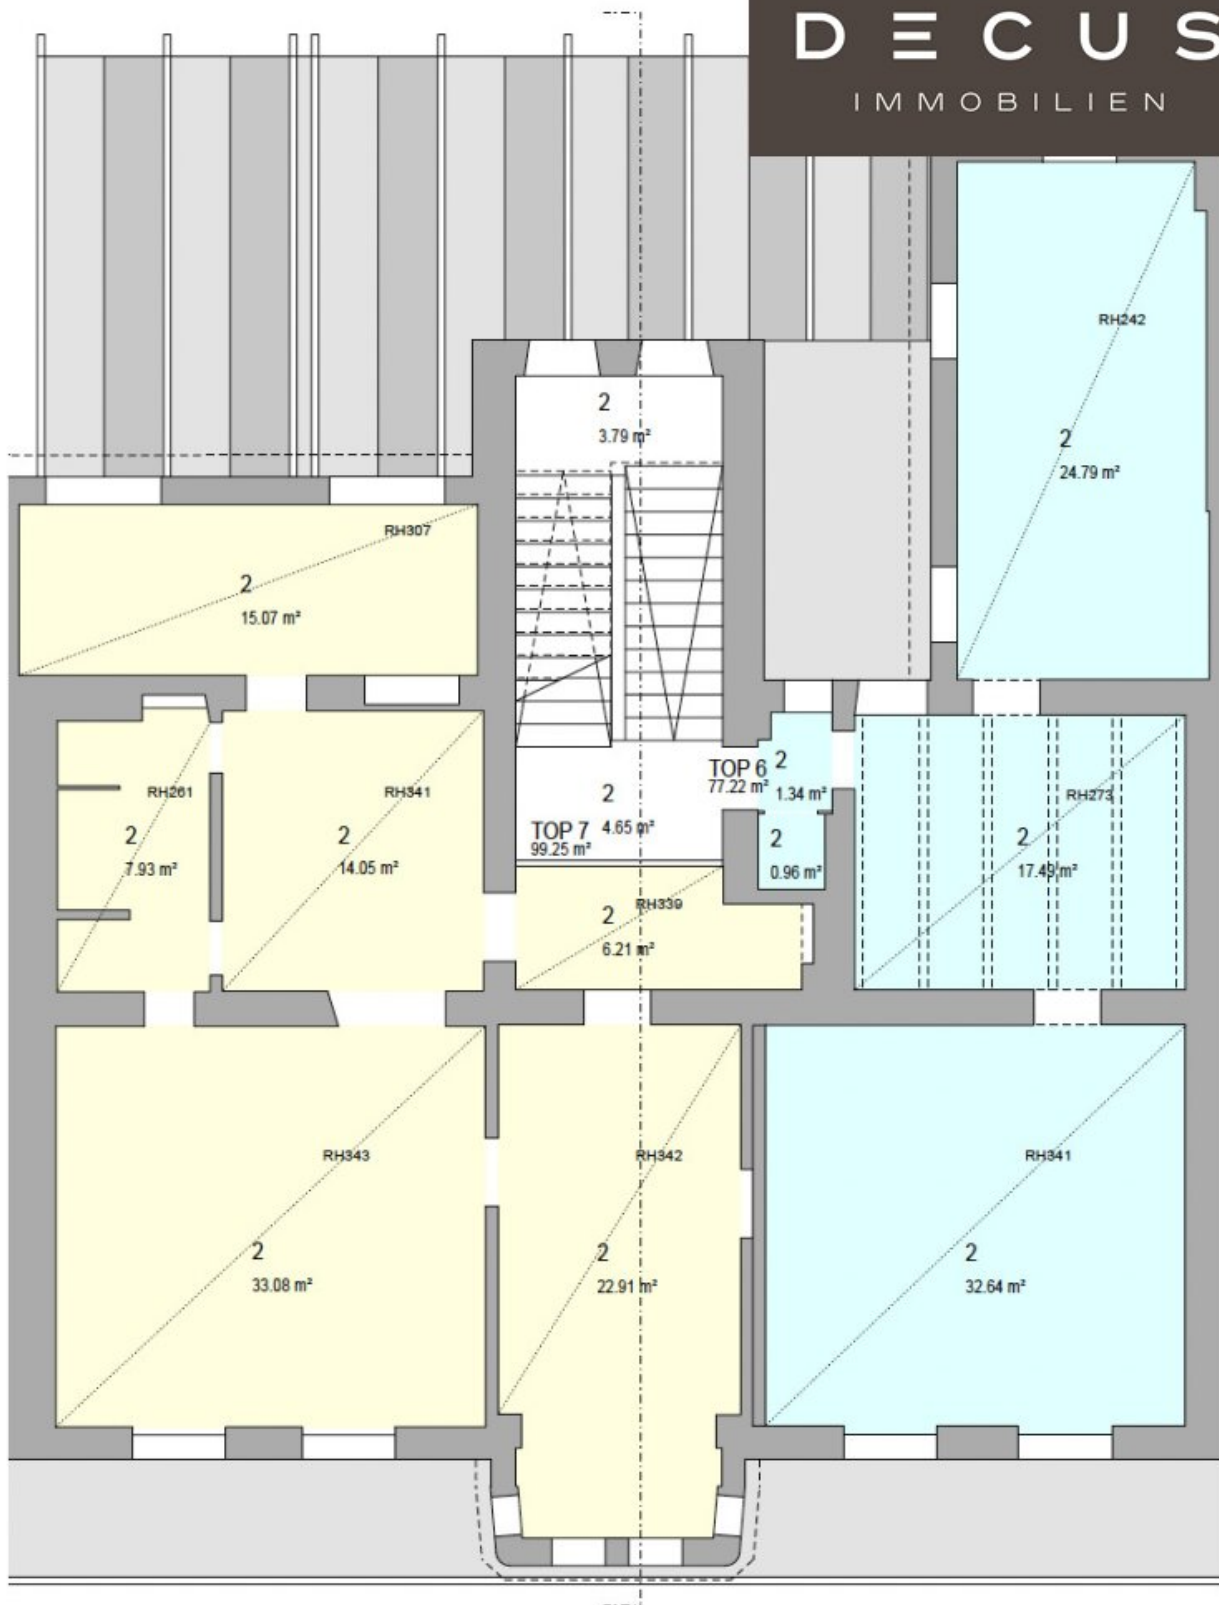 DECUS
IMMOBILIEN
RH242
2
24.79 m²
2
3.79 m²
RH307
2
15.07 m²
RH261
2
7.93 m²
RH341
2
14.05 m²
TOP 7
99.25 m²
2
4.65 m²
TOP 6
77.22 m²
2
1.34 m²
2
0.96 m²
RH273
2
17.49 m²
RH339
2
6.21 m²
RH343
2
33.08 m²
RH342
2
22.91 m²
RH341
2
32.64 m²